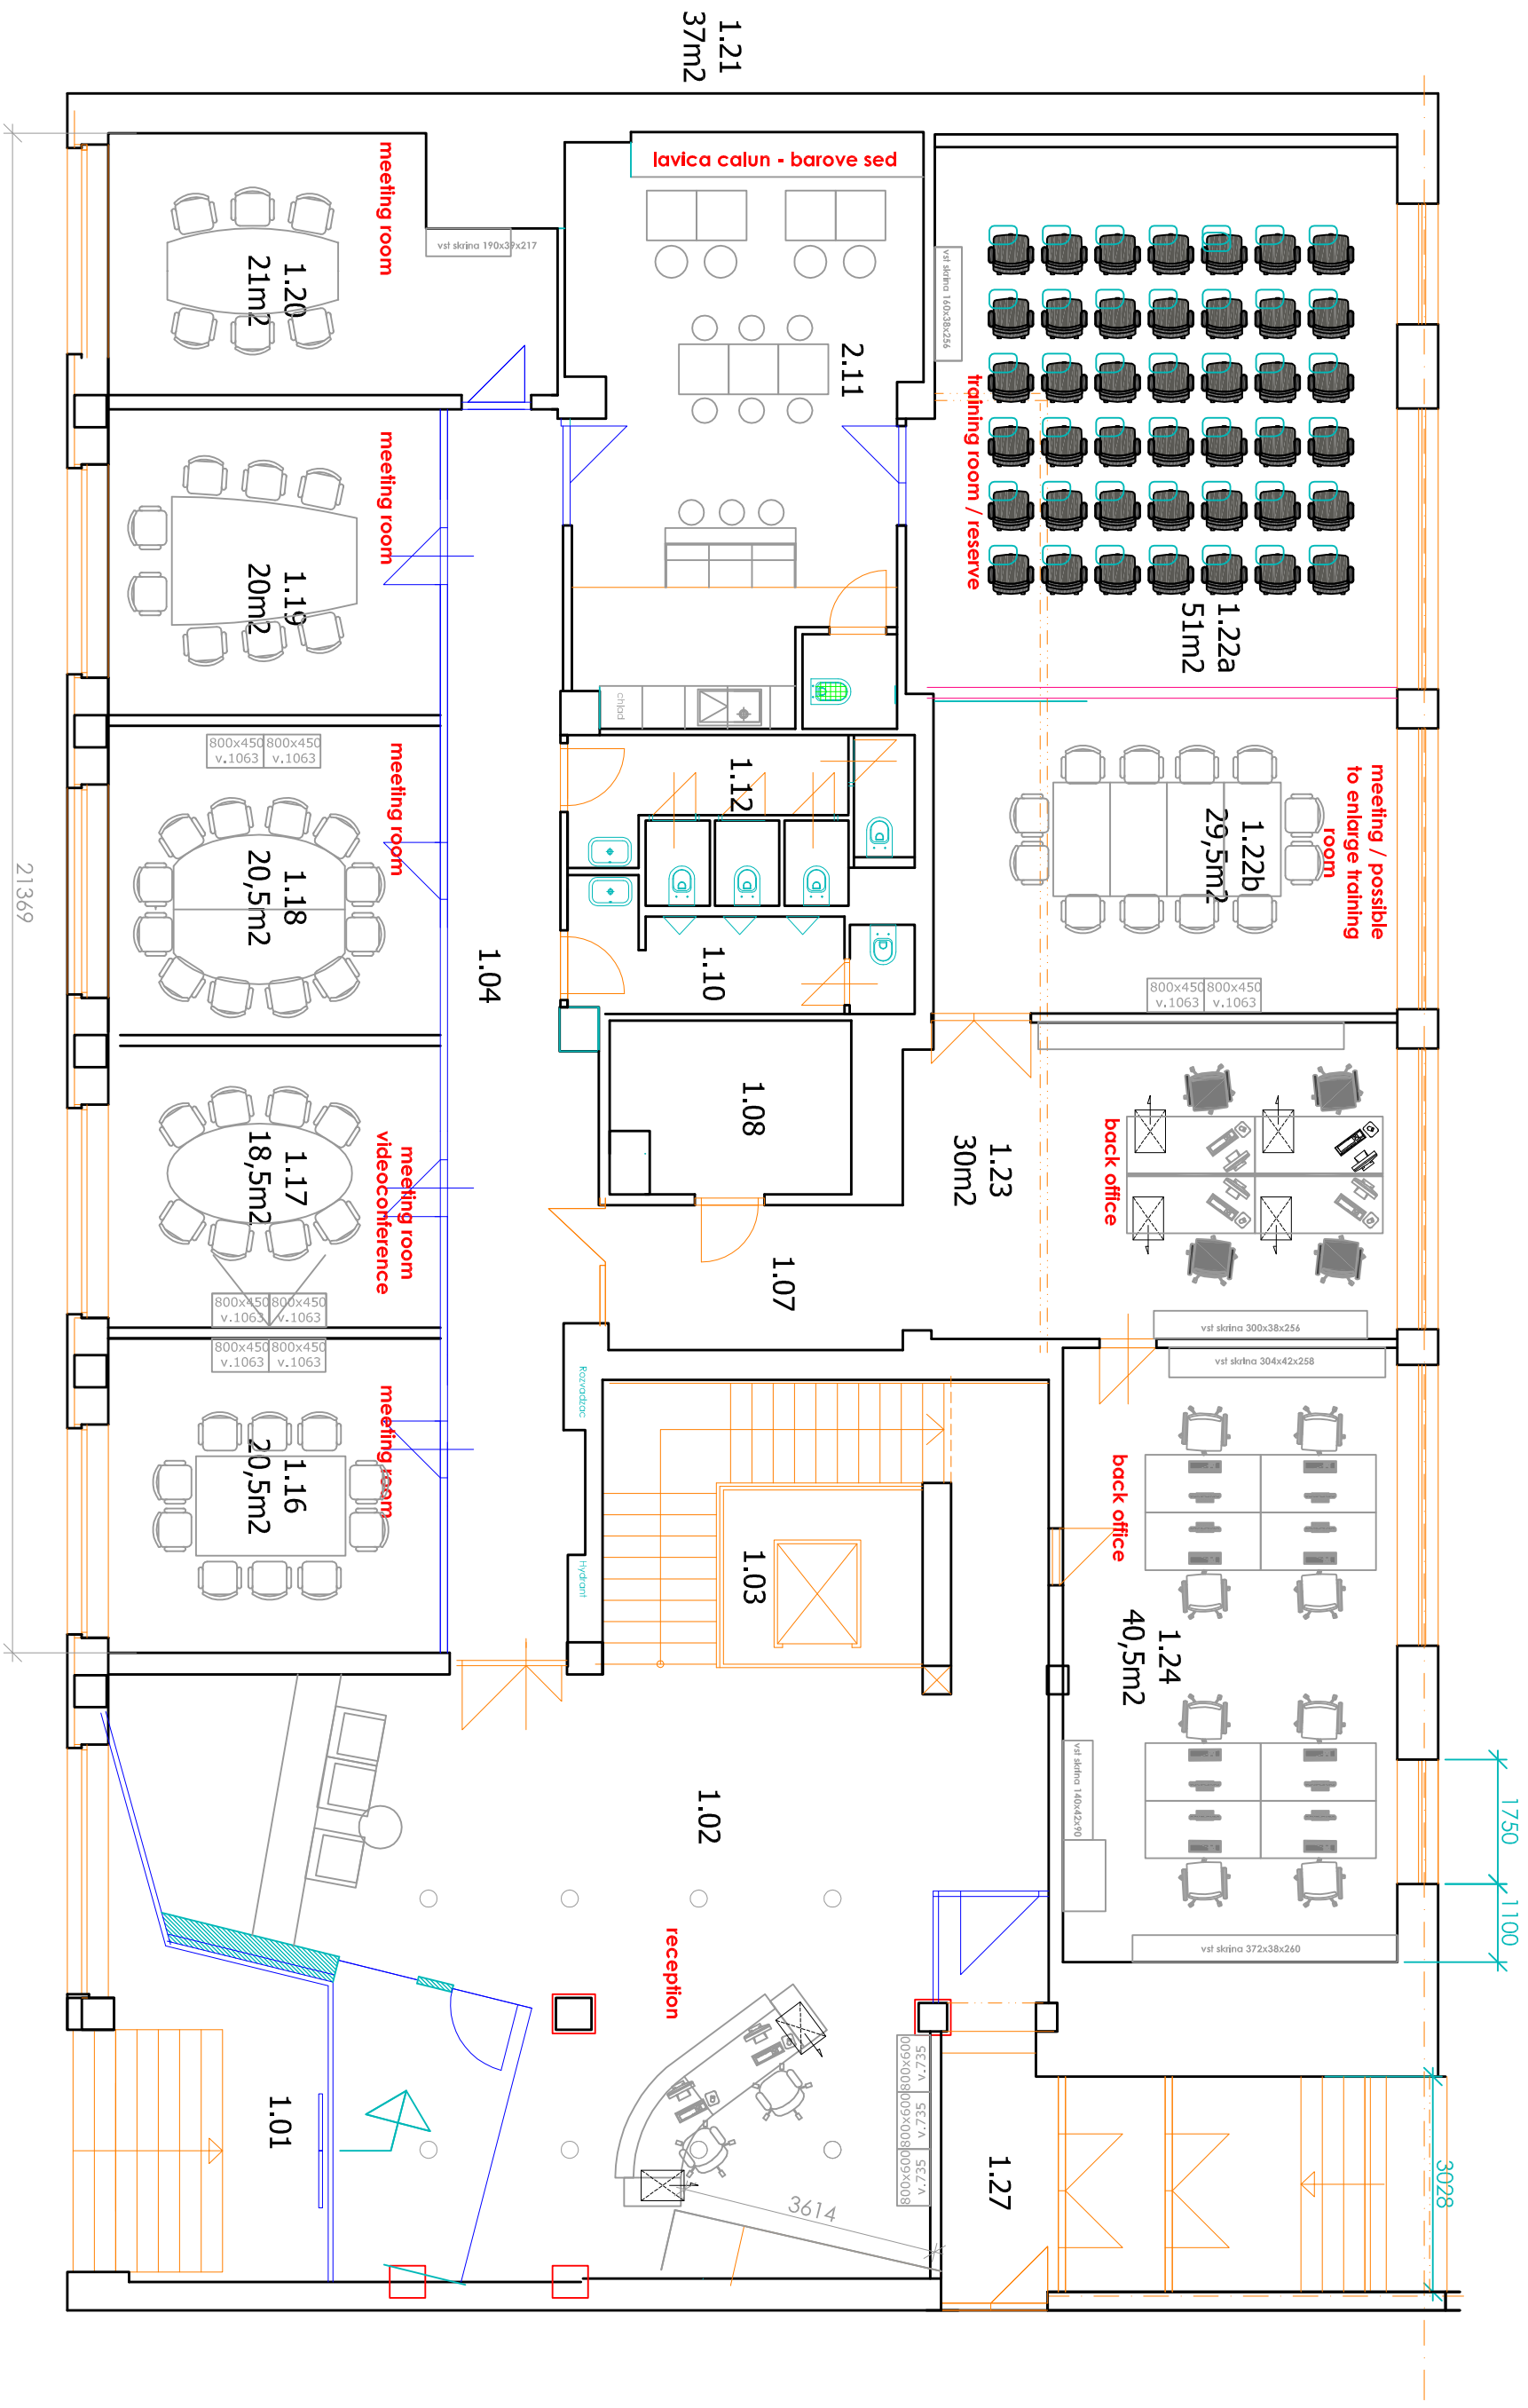 1.21
37m2
lavica calun - barove sed
meeting room
1.20
21m2
vst skrina 190x39x217
2.11
vst skrina 160x38x256
training room / reserve
1.22a
51m2
meeting room
1.19
20m2
chlad
meeting room
800x450
v.1063
800x450
v.1063
1.18
20,5m2
1.12
1.10
1.04
meeting / possible
to enlarge training
room
1.22b
29,5m2
800x450
v.1063
800x450
v.1063
1.08
1.23
30m2
back office
meeting room
videoconference
1.17
18,5m2
800x450
v.1063
800x450
v.1063
800x450
v.1063
800x450
v.1063
1.07
vst skrina 300x38x256
vst skrina 304x42x258
Rozvadzac
Hydrant
meeting room
1.16
20,5m2
1.03
back office
1.24
40,5m2
vst skrina 140x42x90
vst skrina 372x38x260
1750
1100
1.02
reception
1.01
800x600
v.735
800x600
v.735
800x600
v.735
3614
1.27
3028
21369